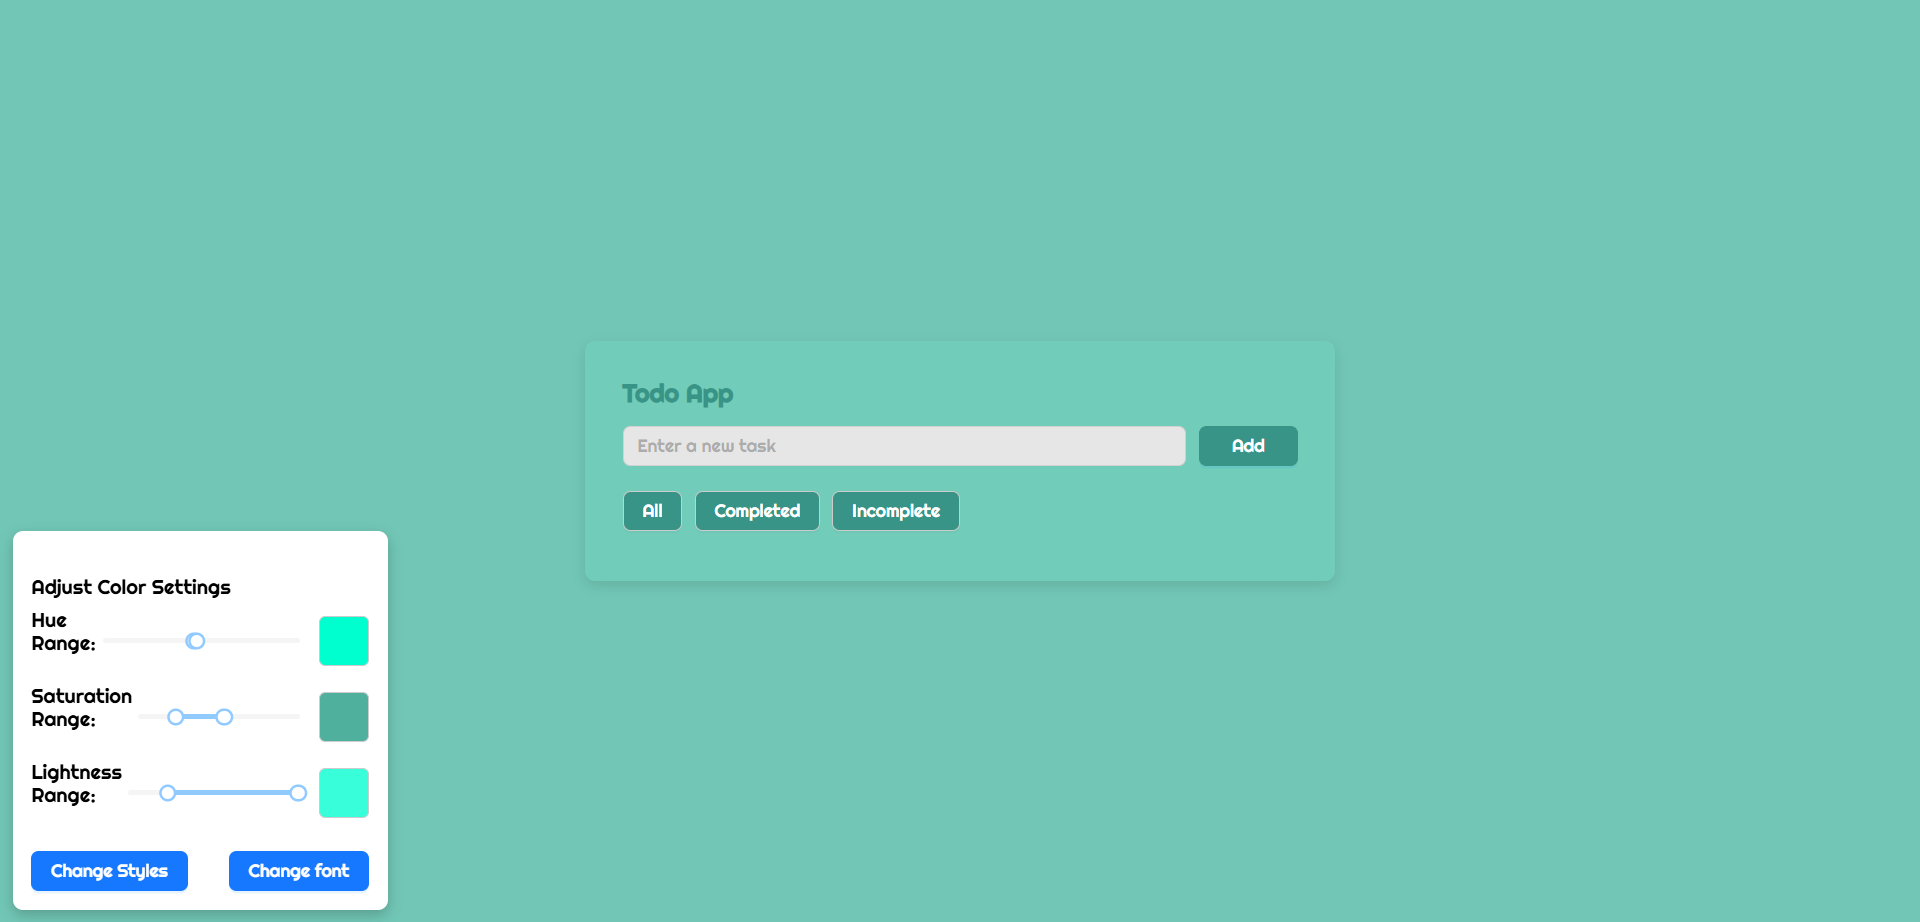 Todo App
Enter a new task
Add
All
Completed
Incomplete
Adjust Color Settings
Hue
Range:
Saturation
Range:
Lightness
Range:
Change Styles
Change font